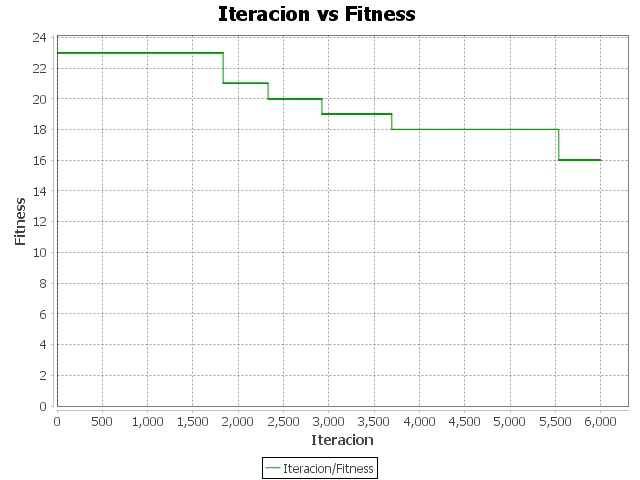 Iteracion vs Fitness
24
22
20
18
16
14
12
10
8
6
4
2
0
Fitness
0 500 1,000 1,500 2,000 2,500 3,000 3,500 4,000 4,500 5,000 5,500 6,000
Iteracion
Iteracion/Fitness